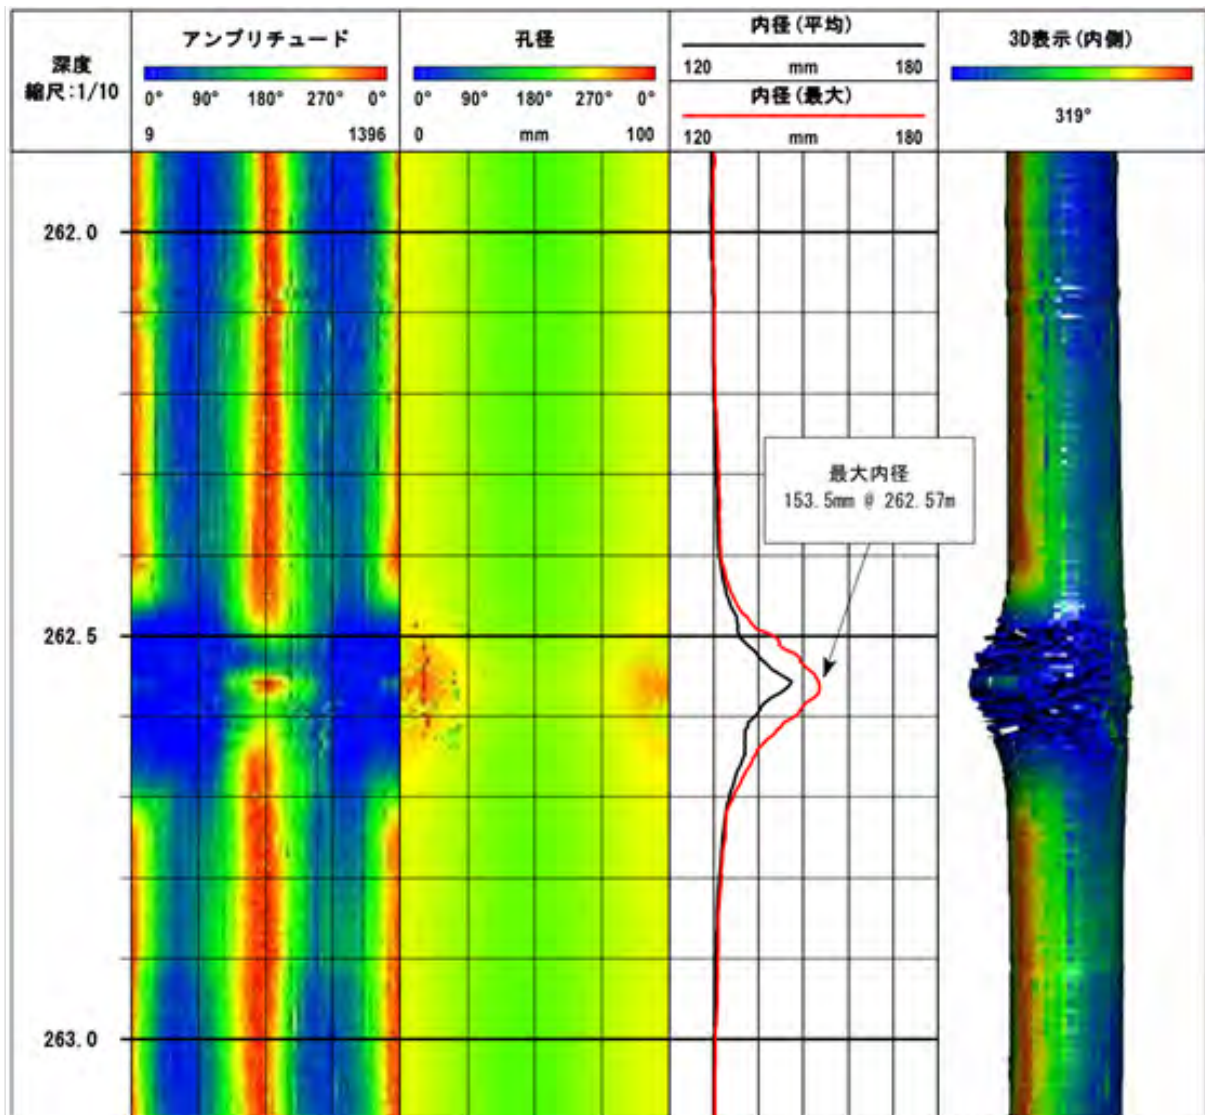 深度
縮尺:1/10
アンプリチュード
0° 90° 180° 270° 0°
9 1396
孔径
0° 90° 180° 270° 0°
0 mm 100
内径(平均)
120 mm 180
内径(最大)
120 mm 180
3D表示(内側)
319°
262.0
最大内径
153.5mm @ 262.57m
262.5
263.0